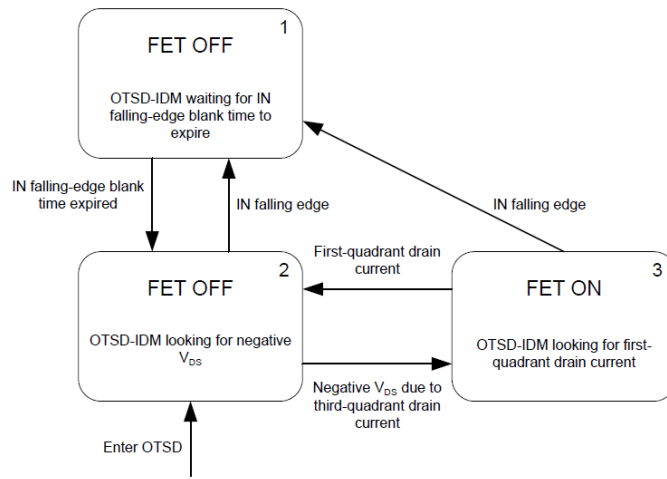 1
FET OFF
OTSD-IDM waiting for IN
falling-edge blank time to
expire
IN falling-edge blank
time expired
IN falling edge
IN falling edge
First-quadrant drain
current
2
FET OFF
OTSD-IDM looking for negative
VDS
3
FET ON
OTSD-IDM looking for first-
quadrant drain current
Negative VDS due to
third-quadrant drain
current
Enter OTSD